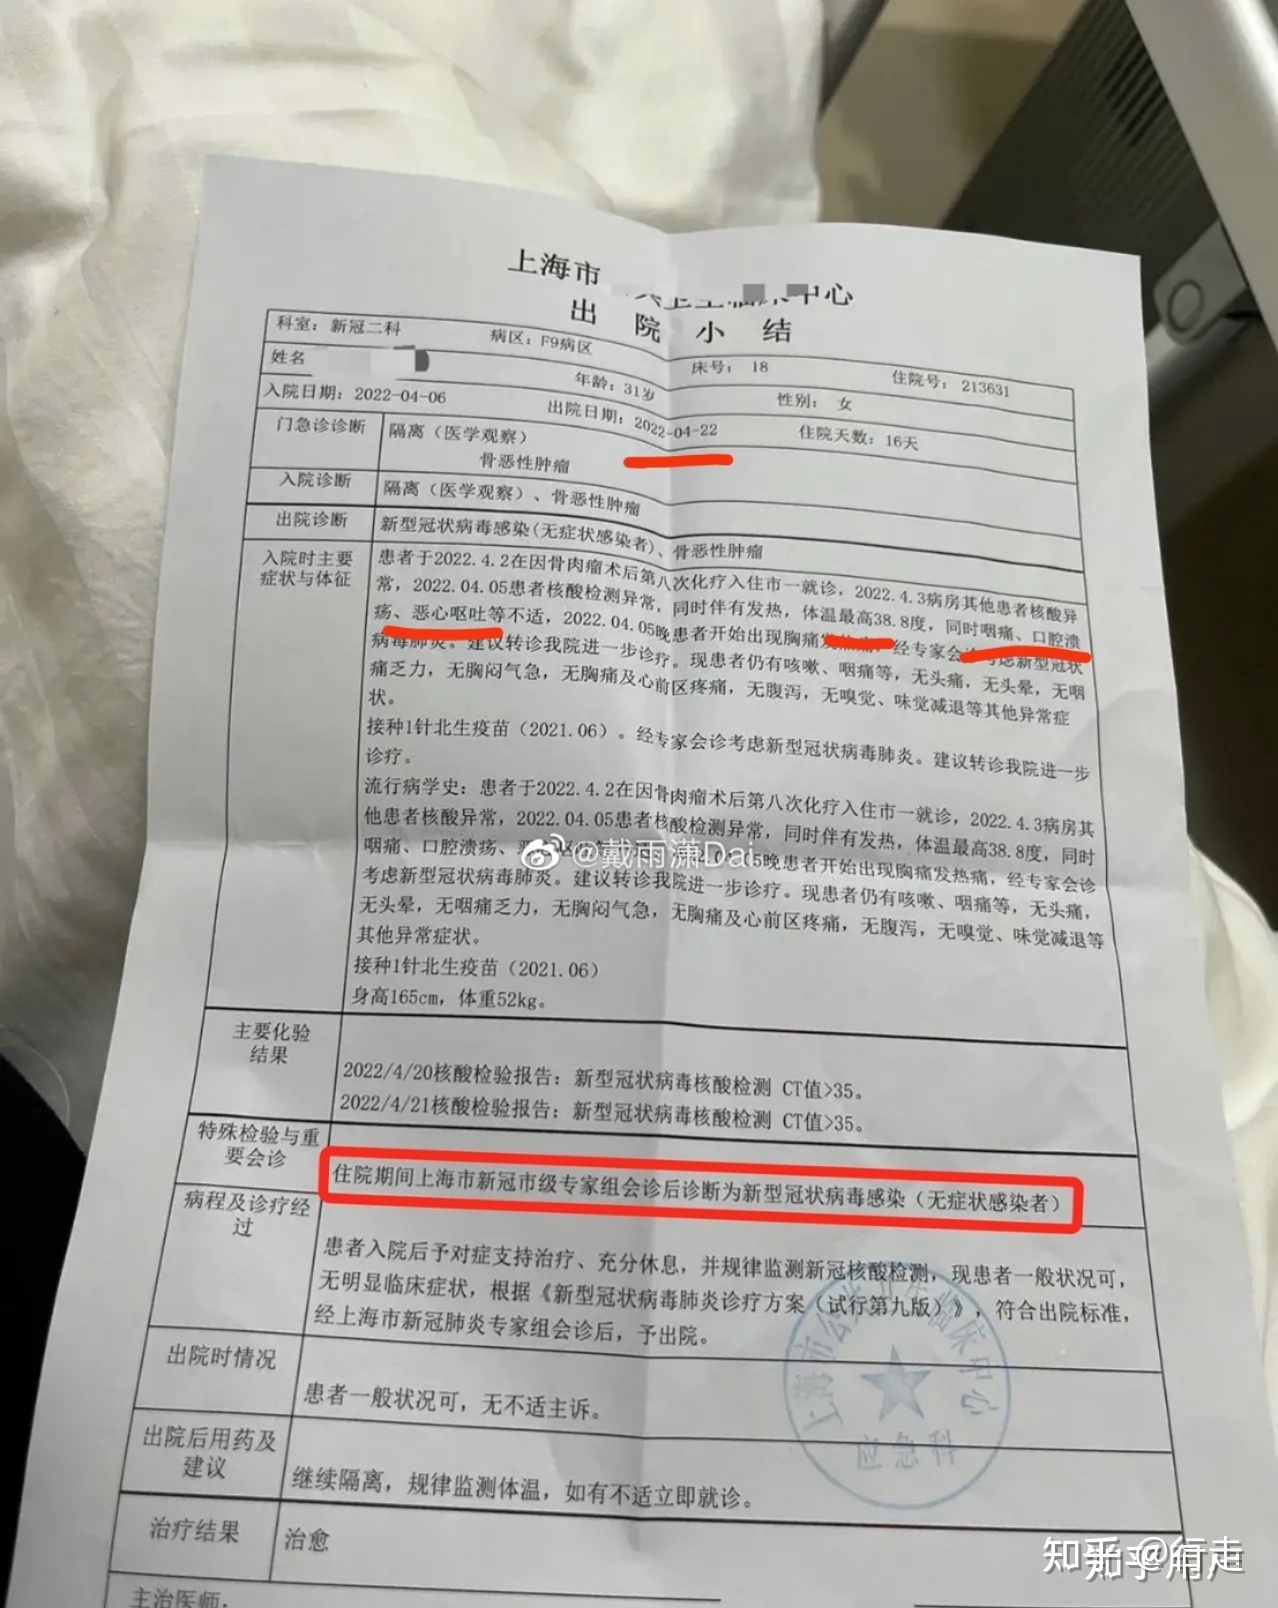 上海市 临床中心
出院小结
科室：新冠二科 病区：F9病区 床号： 18 住院号：213631
姓名 年龄：31岁 性别： 女
入院日期：2022-04-06 出院日期：2022-04-22 住院天数：16天
门急诊诊断 隔离（医学观察）
骨恶性肿瘤
入院诊断 隔离（医学观察）、骨恶性肿瘤
出院诊断 新型冠状病毒感染(无症状感染者)、骨恶性肿瘤
入院时主要
症状与体征
患者于2022.4.2在因骨肉瘤术后第八次化疗入住市一就诊，2022.4.3病房其他患者核酸异
常，2022.04.05患者核酸检测异常，同时伴有发热，体温最高38.8度，同时咽痛、口腔溃
疡、恶心呕吐等不适，2022.04.05晚患者开始出现胸痛发热痛，经专家会诊考虑新型冠状
病毒肺炎。建议转诊我院进一步诊疗。现患者仍有咳嗽、咽痛等，无头痛，无头晕，无咽
痛乏力，无胸闷气急，无胸痛及心前区疼痛，无腹泻，无嗅觉、味觉减退等其他异常症
状。
接种1针北生疫苗（2021.06）。经专家会诊考虑新型冠状病毒肺炎。建议转诊我院进一步
诊疗。
流行病学史：患者于2022.4.2在因骨肉瘤术后第八次化疗入住市一就诊，2022.4.3病房其
他患者核酸异常，2022.04.05患者核酸检测异常，同时伴有发热，体温最高38.8度，同时
咽痛、口腔溃疡、恶 04.05晚患者开始出现胸痛发热痛，经专家会诊
@戴雨潇Dai
考虑新型冠状病毒肺炎。建议转诊我院进一步诊疗。现患者仍有咳嗽、咽痛等，无头痛，
无头晕，无咽痛乏力，无胸闷气急，无胸痛及心前区疼痛，无腹泻，无嗅觉、味觉减退等
其他异常症状。
接种1针北生疫苗（2021.06）
身高165cm，体重52kg。
主要化验
结果
2022/4/20核酸检验报告：新型冠状病毒核酸检测 CT值>35。
2022/4/21核酸检验报告：新型冠状病毒核酸检测 CT值>35。
特殊检验与重
要会诊
住院期间上海市新冠市级专家组会诊后诊断为新型冠状病毒感染（无症状感染者）
病程及诊疗经
过
患者入院后予对症支持治疗、充分休息，并规律监测新冠核酸检测，现患者一般状况可，
无明显临床症状，根据《新型冠状病毒肺炎诊疗方案（试行第九版）》，符合出院标准，
经上海市新冠肺炎专家组会诊后，予出院。
上海市公共卫生临床中心
应急科
出院时情况 患者一般状况可，无不适主诉。
出院后用药及
建议
继续隔离，规律监测体温，如有不适立即就诊。
治疗结果 治愈
主治医师：
知乎 @行走